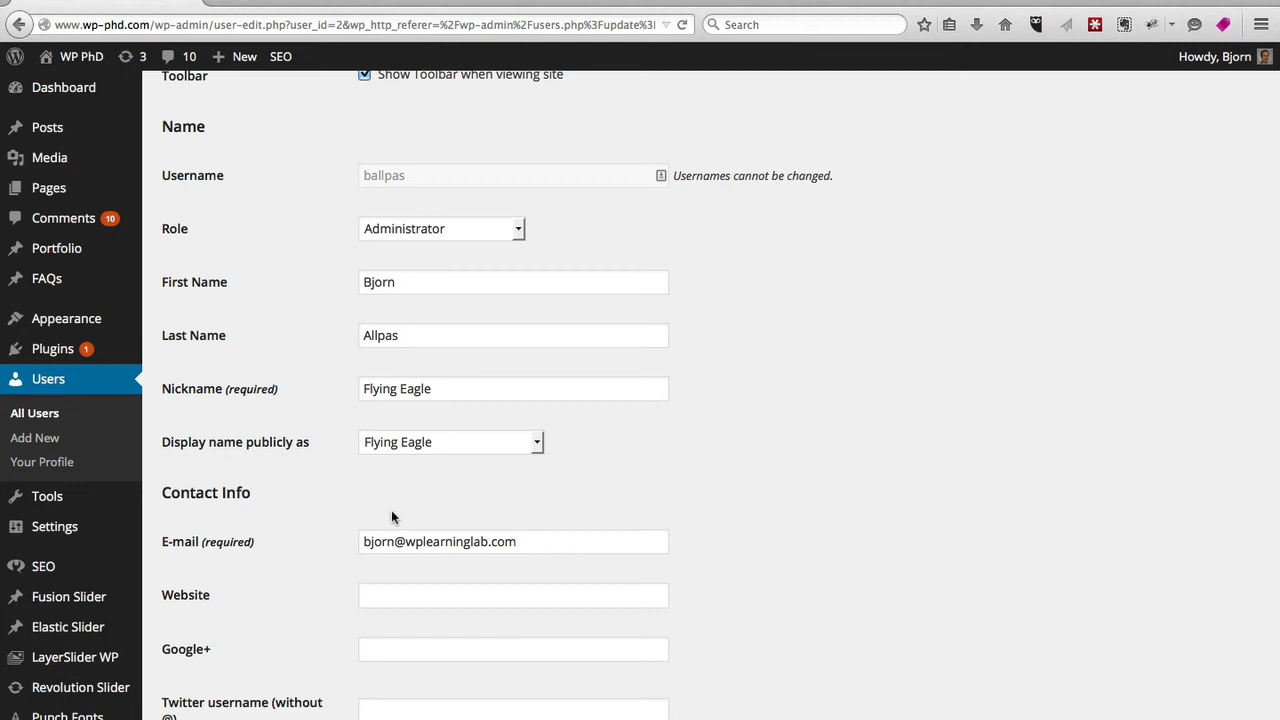 www.wp-phd.com/wp-admin/user-edit.php?user_id=2&wp_http_referer=%2Fwp-admin%2Fusers.php%3Fupdate%3
Search
WP PhD 3 10 New SEO Howdy, Bjorn
Dashboard
Posts
Media
Pages
Comments 10
Portfolio
FAQs
Appearance
Plugins 1
Users
All Users
Add New
Your Profile
Tools
Settings
SEO
Fusion Slider
Elastic Slider
LayerSlider WP
Revolution Slider
Punch Fonts
Toolbar Show Toolbar when viewing site
Name
Username ballpas Usernames cannot be changed.
Role Administrator
First Name Bjorn
Last Name Allpas
Nickname (required) Flying Eagle
Display name publicly as Flying Eagle
Contact Info
E-mail (required) bjorn@wplearninglab.com
Website
Google+
Twitter username (without
@)